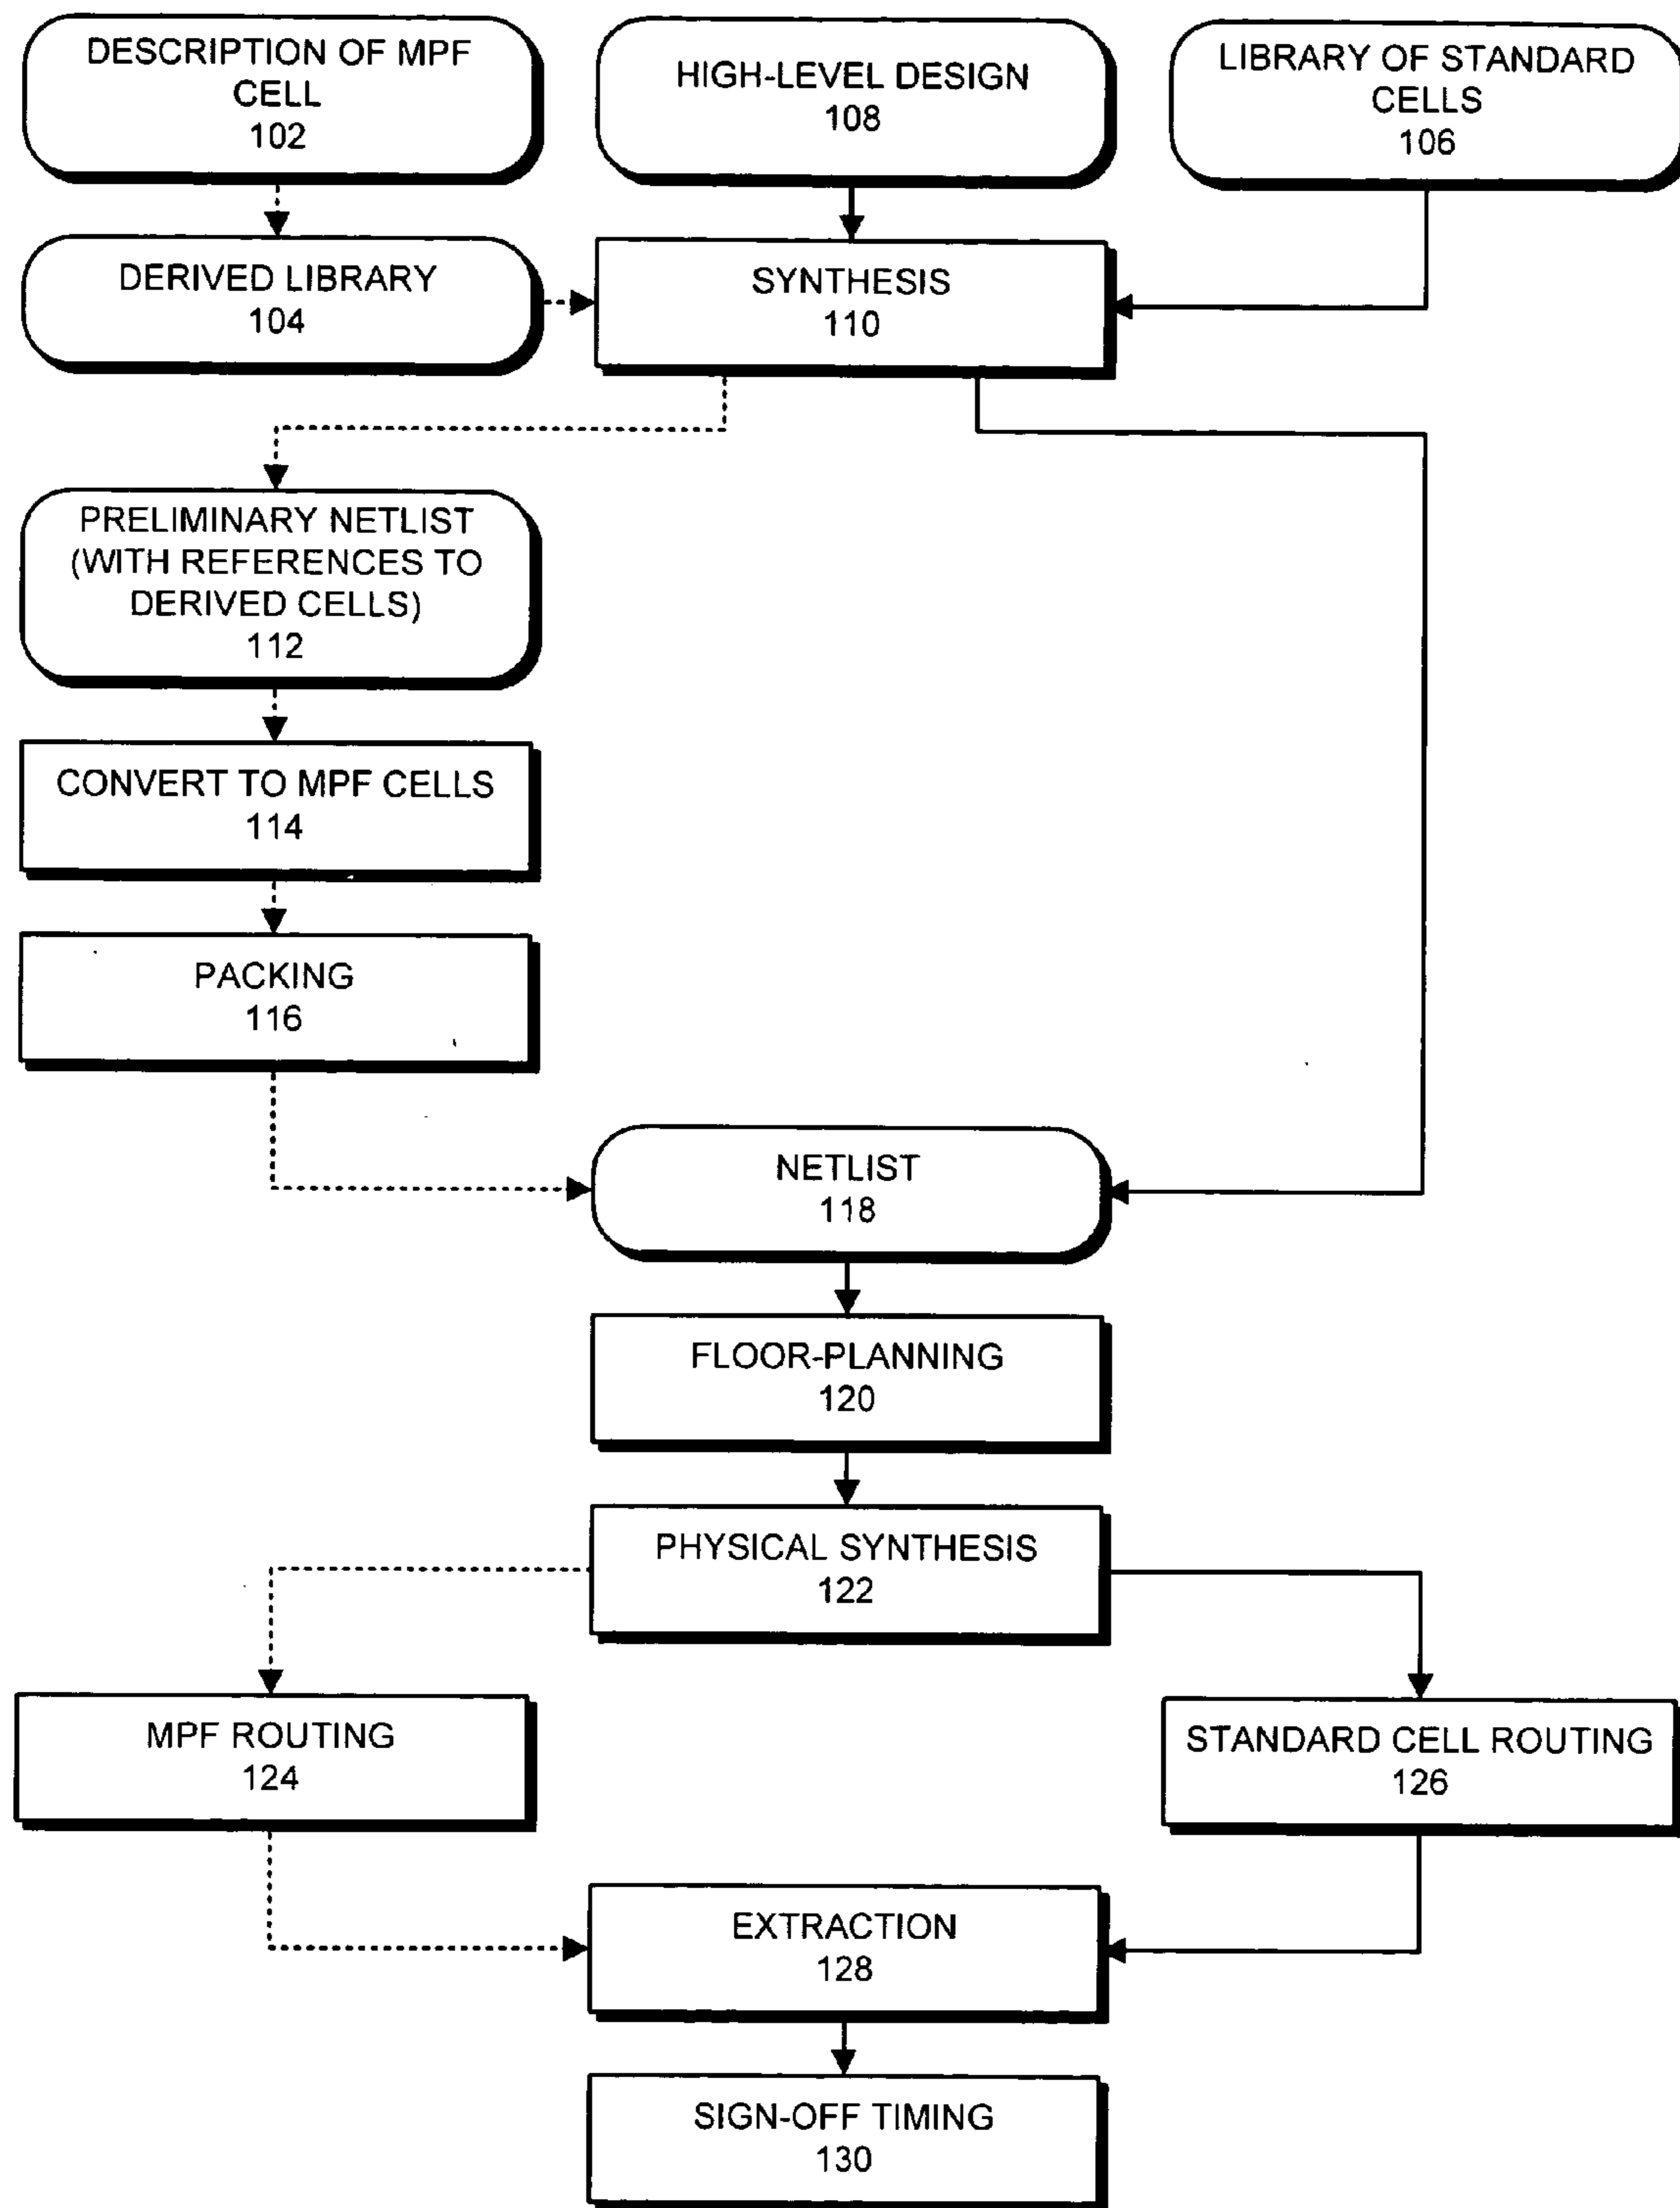 DESCRIPTION OF MPF
CELL
102
HIGH-LEVEL DESIGN
108
LIBRARY OF STANDARD
CELLS
106
DERIVED LIBRARY
104
SYNTHESIS
110
PRELIMINARY NETLIST
(WITH REFERENCES TO
DERIVED CELLS)
112
CONVERT TO MPF CELLS
114
PACKING
116
NETLIST
118
FLOOR-PLANNING
120
PHYSICAL SYNTHESIS
122
MPF ROUTING
124
STANDARD CELL ROUTING
126
EXTRACTION
128
SIGN-OFF TIMING
130